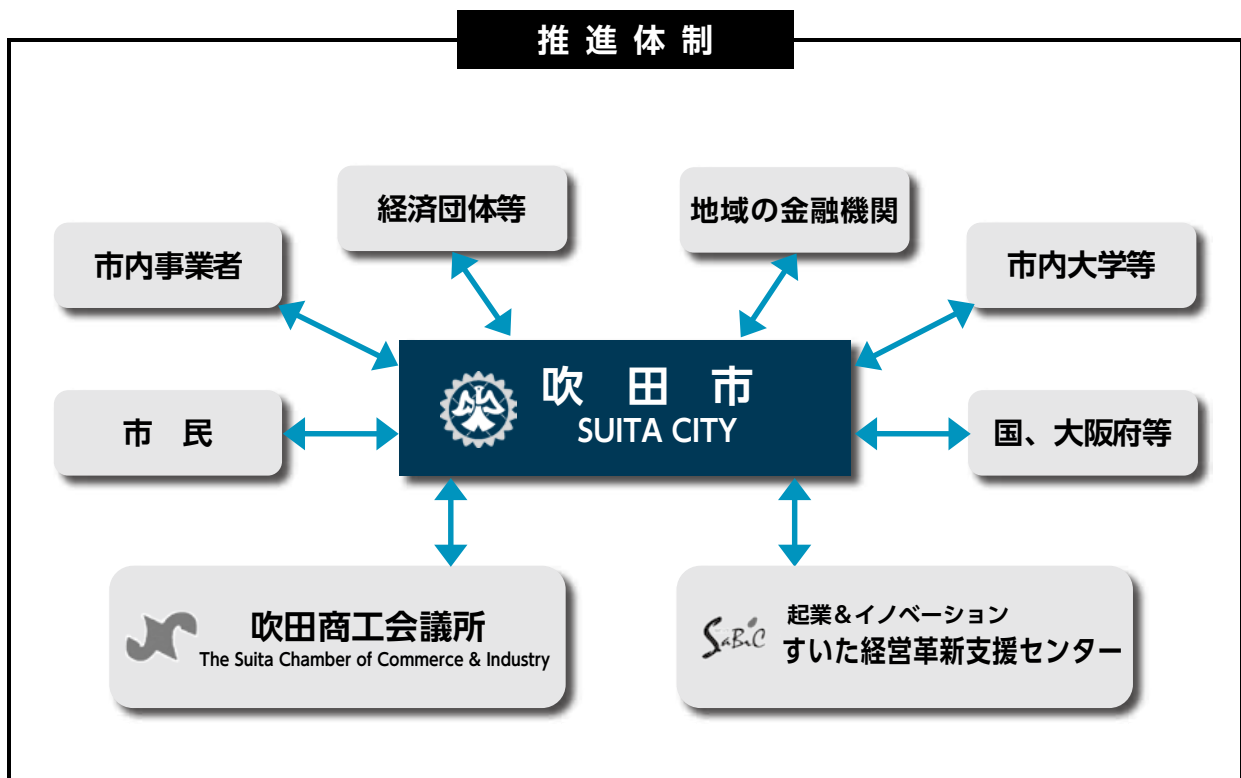 推進体制
経済団体等
地域の金融機関
市内事業者
市内大学等
吹田市
SUITA CITY
市 民
国、大阪府等
吹田商工会議所
The Suita Chamber of Commerce & Industry
SaBiC
起業&イノベーション
すいた経営革新支援センター